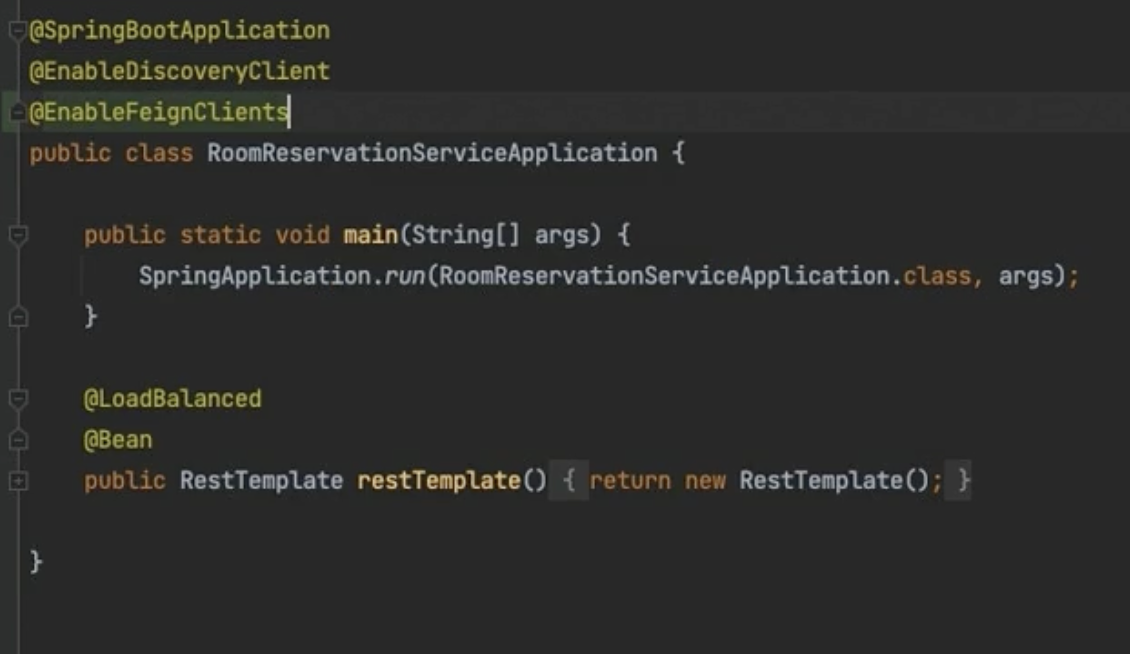 @SpringBootApplication
@EnableDiscoveryClient
@EnableFeignClients
public class RoomReservationServiceApplication {
public static void main(String[] args) {
SpringApplication.run(RoomReservationServiceApplication.class, args);
}
@LoadBalanced
@Bean
public RestTemplate restTemplate() { return new RestTemplate(); }
}